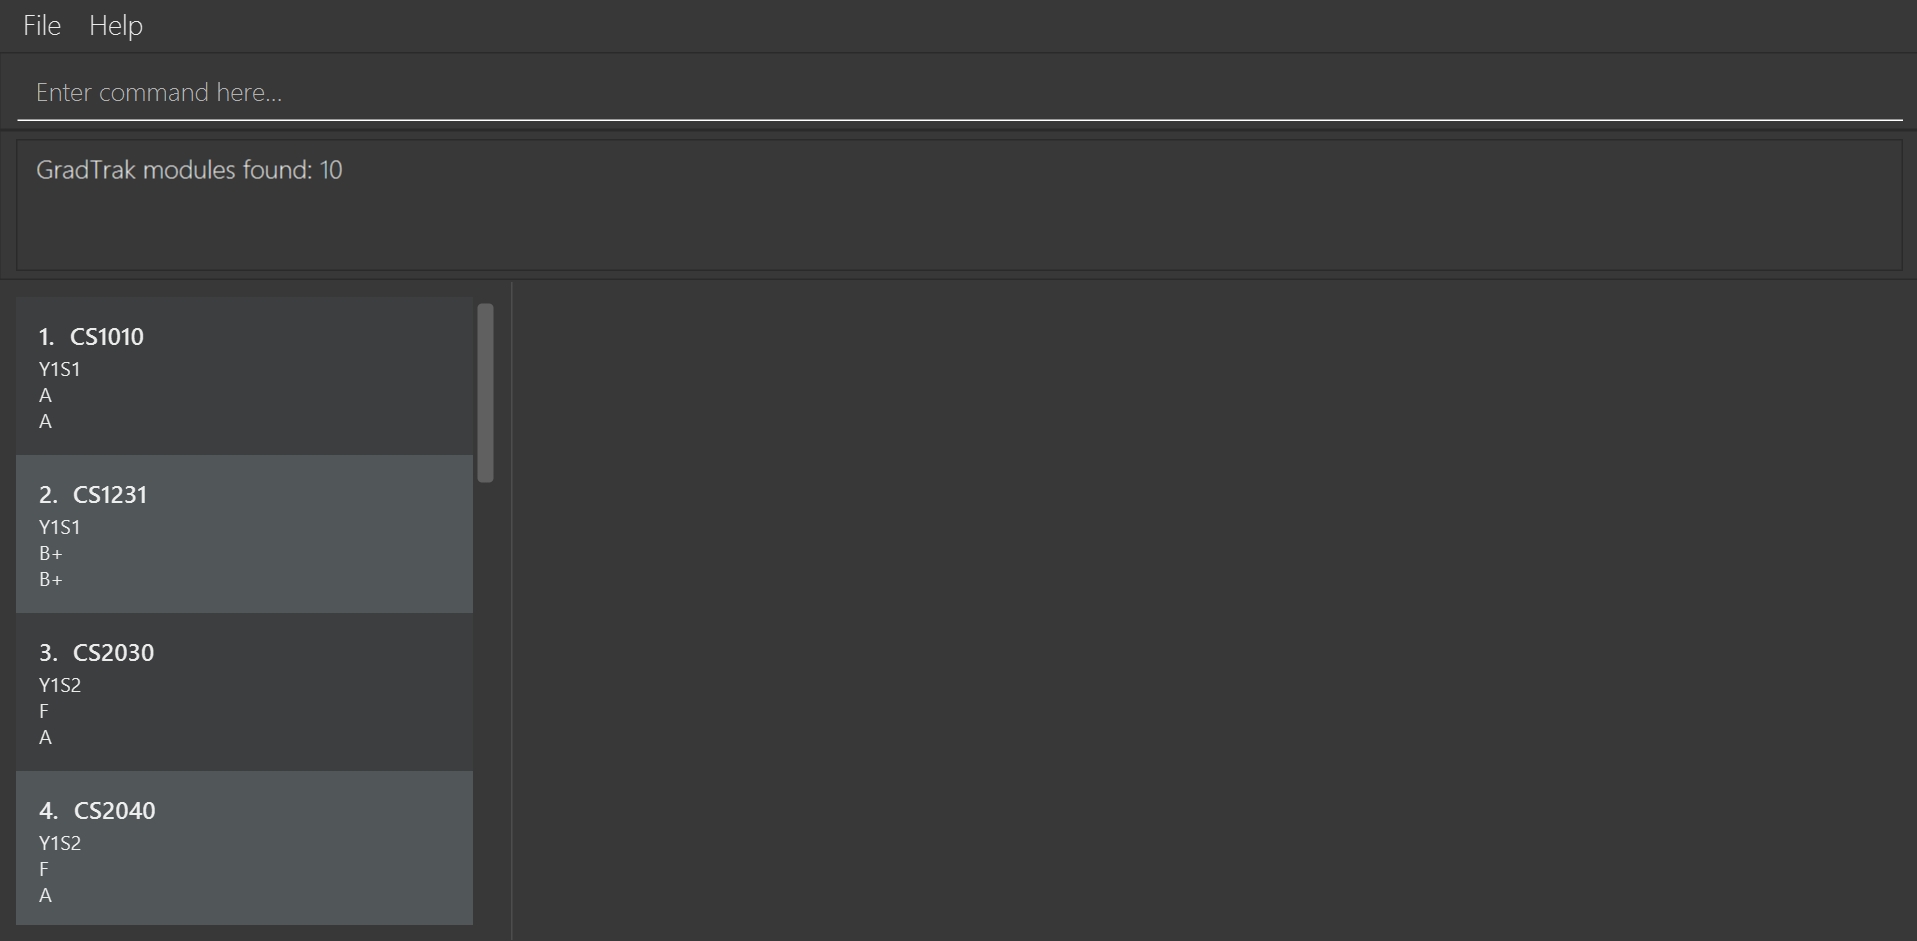 File Help
Enter command here...
GradTrak modules found: 10
1. CS1010
Y1S1
A
A
2. CS1231
Y1S1
B+
B+
3. CS2030
Y1S2
F
A
4. CS2040
Y1S2
F
A